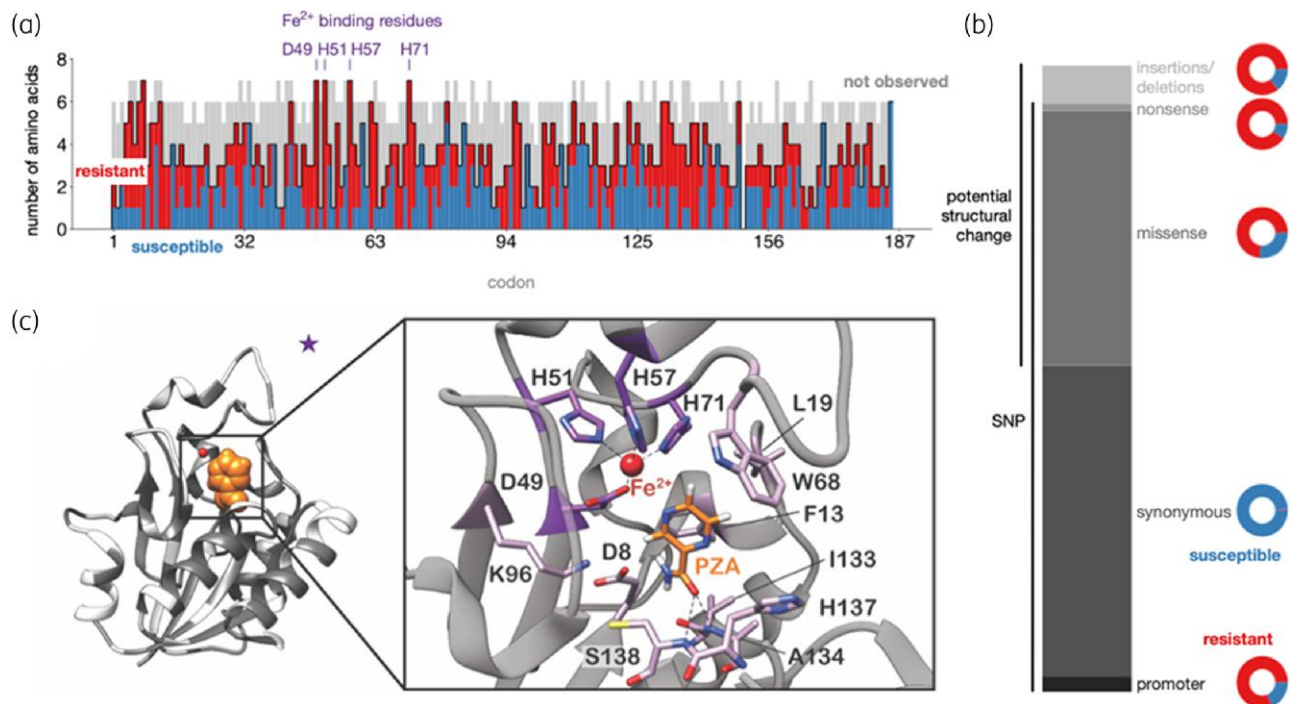 (a)
Fe2+ binding residues
D49 H51 H57 H71
8
6
4
2
0
number of amino acids
not observed
resistant
susceptible
1 32 63 94 125 156 187
codon
(b)
insertions/
deletions
nonsense
potential
structural
change
missense
SNP
synonymous
susceptible
resistant
promoter
(c)
H51
H57
H71
L19
D49
Fe2+
W68
F13
D8
PZA
I133
K96
H137
S138
A134